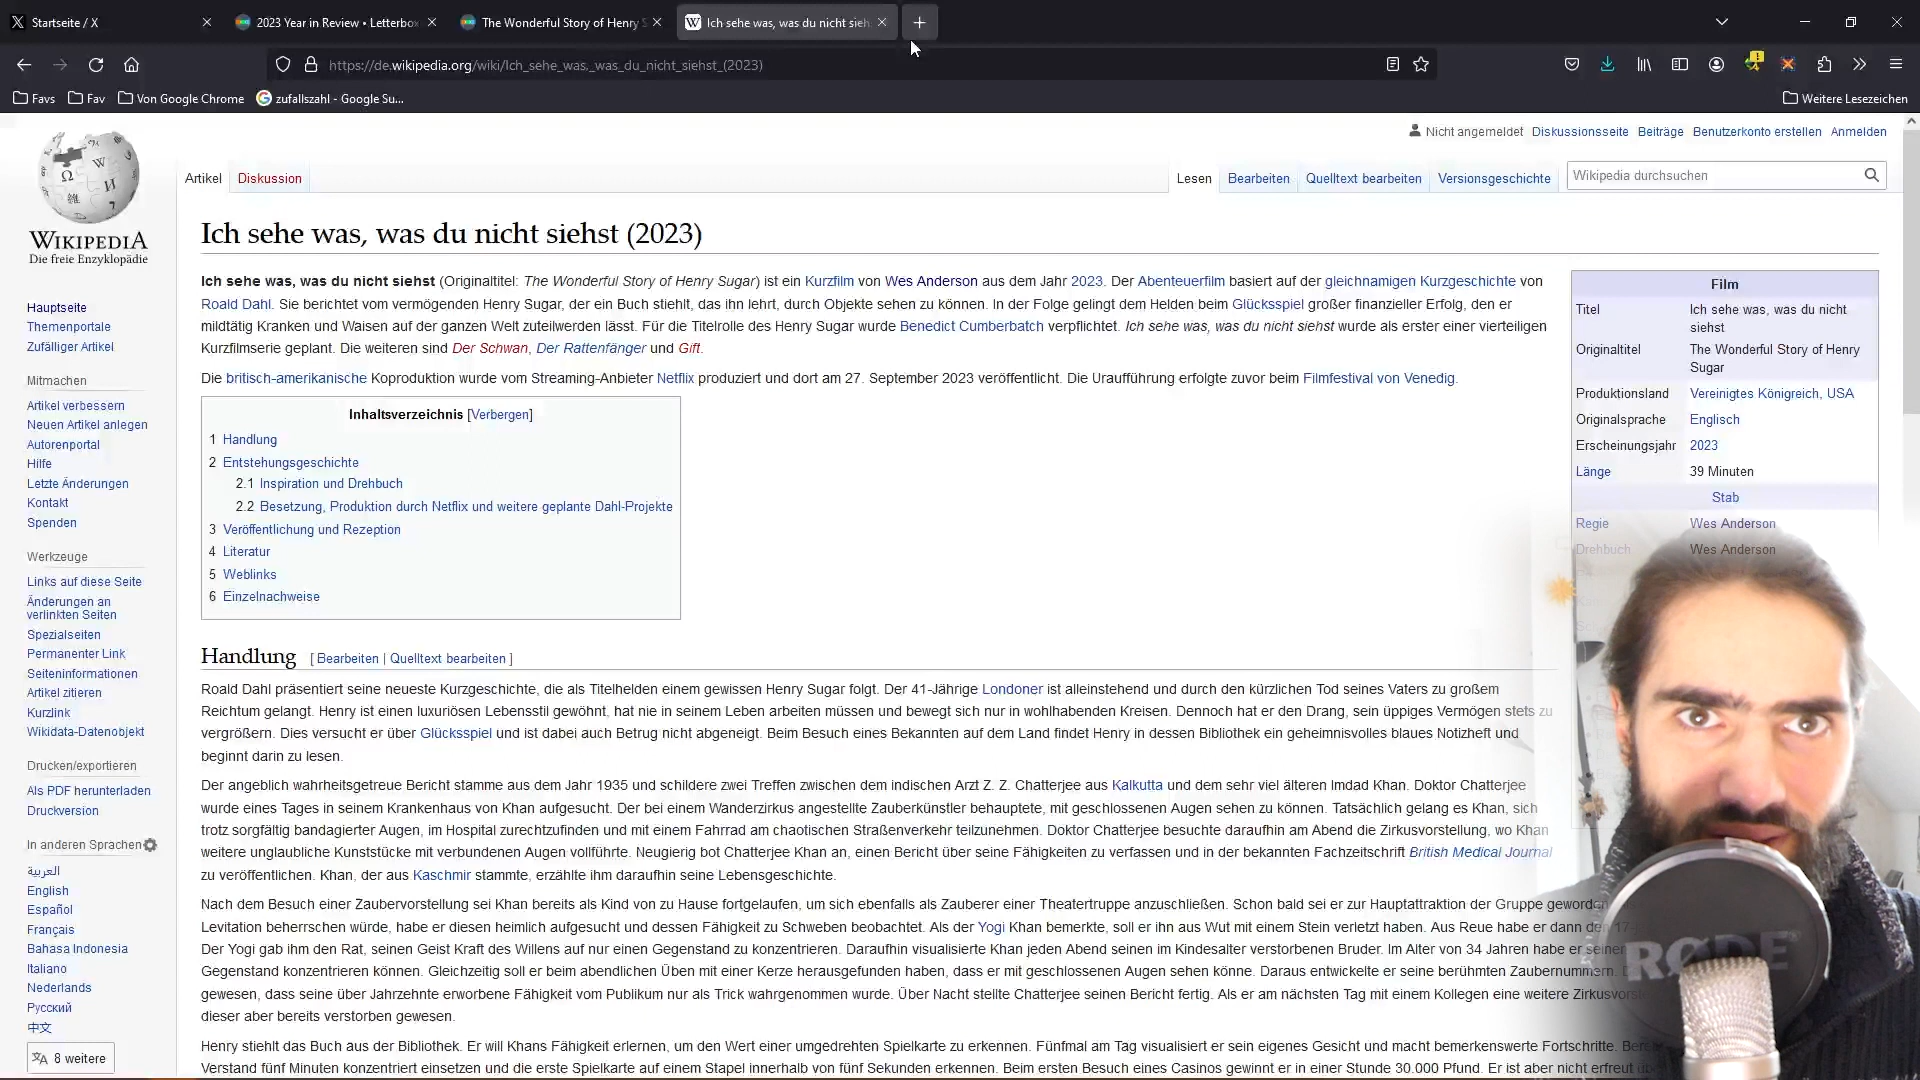 Startseite / X
2023 Year in Review • Letterbo
The Wonderful Story of Henry S
Ich sehe was, was du nicht sieh
https://de.wikipedia.org/wiki/Ich_sehe_was,_was_du_nicht_siehst_(2023)
Favs
Fav
Von Google Chrome
zufallszahl - Google Su...
Weitere Lesezeichen
Nicht angemeldet Diskussionsseite Beiträge Benutzerkonto erstellen Anmelden
WIKIPEDIA
Die freie Enzyklopädie
Artikel Diskussion
Lesen Bearbeiten Quelltext bearbeiten Versionsgeschichte
Wikipedia durchsuchen
Hauptseite
Themenportale
Zufälliger Artikel
Mitmachen
Artikel verbessern
Neuen Artikel anlegen
Autorenportal
Hilfe
Letzte Änderungen
Kontakt
Spenden
Werkzeuge
Links auf diese Seite
Änderungen an
verlinkten Seiten
Spezialseiten
Permanenter Link
Seiteninformationen
Artikel zitieren
Kurzlink
Wikidata-Datenobjekt
Drucken/exportieren
Als PDF herunterladen
Druckversion
In anderen Sprachen
العربية
English
Español
Français
Bahasa Indonesia
Italiano
Nederlands
Русский
中文
8 weitere
Ich sehe was, was du nicht siehst (2023)
Ich sehe was, was du nicht siehst (Originaltitel: The Wonderful Story of Henry Sugar) ist ein Kurzfilm von Wes Anderson aus dem Jahr 2023. Der Abenteuerfilm basiert auf der gleichnamigen Kurzgeschichte von
Roald Dahl. Sie berichtet vom vermögenden Henry Sugar, der ein Buch stiehlt, das ihn lehrt, durch Objekte sehen zu können. In der Folge gelingt dem Helden beim Glücksspiel großer finanzieller Erfolg, den er
mildtätig Kranken und Waisen auf der ganzen Welt zuteilwerden lässt. Für die Titelrolle des Henry Sugar wurde Benedict Cumberbatch verpflichtet. Ich sehe was, was du nicht siehst wurde als erster einer vierteiligen
Kurzfilmserie geplant. Die weiteren sind Der Schwan, Der Rattenfänger und Gift.
Die britisch-amerikanische Koproduktion wurde vom Streaming-Anbieter Netflix produziert und dort am 27. September 2023 veröffentlicht. Die Uraufführung erfolgte zuvor beim Filmfestival von Venedig.
Inhaltsverzeichnis [Verbergen]
1 Handlung
2 Entstehungsgeschichte
2.1 Inspiration und Drehbuch
2.2 Besetzung, Produktion durch Netflix und weitere geplante Dahl-Projekte
3 Veröffentlichung und Rezeption
4 Literatur
5 Weblinks
6 Einzelnachweise
Film
Titel Ich sehe was, was du nicht
siehst
Originaltitel The Wonderful Story of Henry
Sugar
Produktionsland Vereinigtes Königreich, USA
Originalsprache Englisch
Erscheinungsjahr 2023
Länge 39 Minuten
Stab
Regie Wes Anderson
Drehbuch Wes Anderson
Handlung [ Bearbeiten | Quelltext bearbeiten ]
Roald Dahl präsentiert seine neueste Kurzgeschichte, die als Titelhelden einem gewissen Henry Sugar folgt. Der 41-Jährige Londoner ist alleinstehend und durch den kürzlichen Tod seines Vaters zu großem
Reichtum gelangt. Henry ist einen luxuriösen Lebensstil gewöhnt, hat nie in seinem Leben arbeiten müssen und bewegt sich nur in wohlhabenden Kreisen. Dennoch hat er den Drang, sein üppiges Vermögen stets zu
vergrößern. Dies versucht er über Glücksspiel und ist dabei auch Betrug nicht abgeneigt. Beim Besuch eines Bekannten auf dem Land findet Henry in dessen Bibliothek ein geheimnisvolles blaues Notizheft und
beginnt darin zu lesen.
Der angeblich wahrheitsgetreue Bericht stamme aus dem Jahr 1935 und schildere zwei Treffen zwischen dem indischen Arzt Z. Z. Chatterjee aus Kalkutta und dem sehr viel älteren Imdad Khan. Doktor Chatterjee
wurde eines Tages in seinem Krankenhaus von Khan aufgesucht. Der bei einem Wanderzirkus angestellte Zauberkünstler behauptete, mit geschlossenen Augen sehen zu können. Tatsächlich gelang es Khan, sich
trotz sorgfältig bandagierter Augen, im Hospital zurechtzufinden und mit einem Fahrrad am chaotischen Straßenverkehr teilzunehmen. Doktor Chatterjee besuchte daraufhin am Abend die Zirkusvorstellung, wo Khan
weitere unglaubliche Kunststücke mit verbundenen Augen vollführte. Neugierig bot Chatterjee Khan an, einen Bericht über seine Fähigkeiten zu verfassen und in der bekannten Fachzeitschrift British Medical Journal
zu veröffentlichen. Khan, der aus Kaschmir stammte, erzählte ihm daraufhin seine Lebensgeschichte.
Nach dem Besuch einer Zaubervorstellung sei Khan bereits als Kind von zu Hause fortgelaufen, um sich ebenfalls als Zauberer einer Theatertruppe anzuschließen. Schon bald sei er zur Hauptattraktion der Gruppe geworden
Levitation beherrschen würde, habe er diesen heimlich aufgesucht und dessen Fähigkeit zu Schweben beobachtet. Als der Yogi Khan bemerkte, soll er ihn aus Wut mit einem Stein verletzt haben. Aus Reue habe er dann de 17-
Der Yogi gab ihm den Rat, seinen Geist Kraft des Willens auf nur einen Gegenstand zu konzentrieren. Daraufhin visualisierte Khan jeden Abend seinen im Kindesalter verstorbenen Bruder. Im Alter von 34 Jahren habe er seinen
Gegenstand konzentrieren können. Gleichzeitig soll er beim abendlichen Üben mit einer Kerze herausgefunden haben, dass er mit geschlossenen Augen sehen könne. Daraus entwickelte er seine berühmten Zaubernummern.
gewesen, dass seine über Jahrzehnte erworbene Fähigkeit vom Publikum nur als Trick wahrgenommen wurde. Über Nacht stellte Chatterjee seinen Bericht fertig. Als er am nächsten Tag mit einem Kollegen eine weitere Zirkusvors
dieser aber bereits verstorben gewesen.
Henry stiehlt das Buch aus der Bibliothek. Er will Khans Fähigkeit erlernen, um den Wert einer umgedrehten Spielkarte zu erkennen. Fünfmal am Tag visualisiert er sein eigenes Gesicht und macht bemerkenswerte Fortschritte.
Verstand fünf Minuten konzentriert einsetzen und die erste Spielkarte auf einem Stapel innerhalb von fünf Sekunden erkennen. Beim ersten Besuch eines Casinos gewinnt er in einer Stunde 30.000 Pfund. Er ist aber nicht erfreut
RØDE